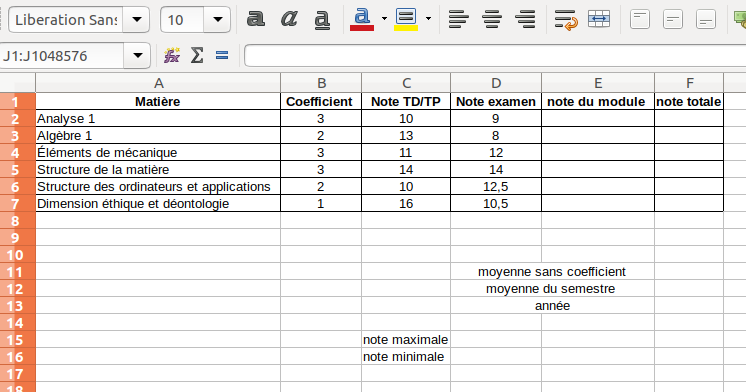 Liberation Sans 10 a a a a
J1:J1048576 fx Σ =
A B C D E F
1 Matière Coefficient Note TD/TP Note examen note du module note totale
2 Analyse 1 3 10 9
3 Algèbre 1 2 13 8
4 Éléments de mécanique 3 11 12
5 Structure de la matière 3 14 14
6 Structure des ordinateurs et applications 2 10 12,5
7 Dimension éthique et déontologie 1 16 10,5
8
9
10
11 moyenne sans coefficient
12 moyenne du semestre
13 année
14
15 note maximale
16 note minimale
17
18